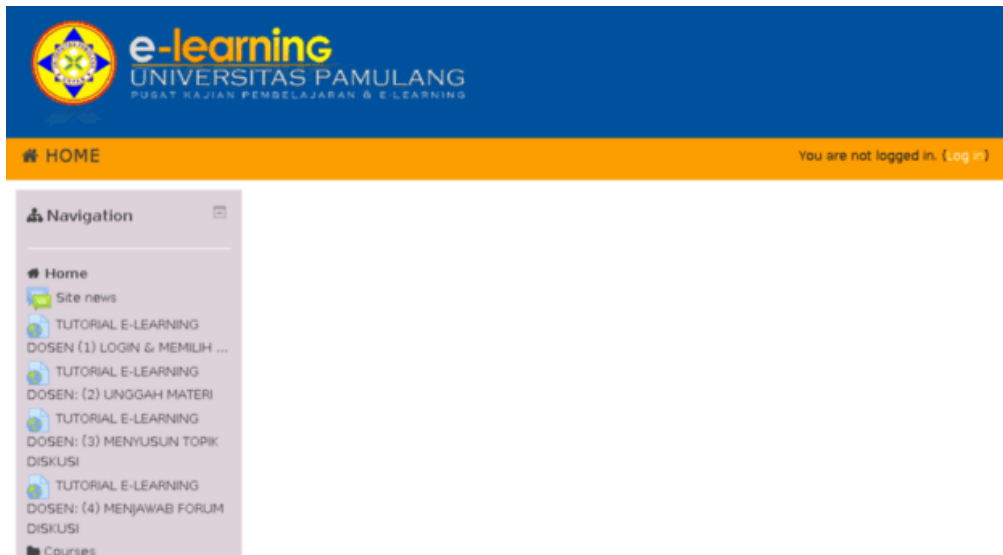 e-learninG
UNIVERSITAS PAMULANG
PUSAT KAJIAN PEMBELAJARAN & E-LEARNING
HOME
You are not logged in. (Log in)
Navigation
Home
Site news
TUTORIAL E-LEARNING
DOSEN (1) LOGIN & MEMILIH ...
TUTORIAL E-LEARNING
DOSEN: (2) UNGGAH MATERI
TUTORIAL E-LEARNING
DOSEN: (3) MENYUSUN TOPIK
DISKUSI
TUTORIAL E-LEARNING
DOSEN: (4) MENJAWAB FORUM
DISKUSI
Courses